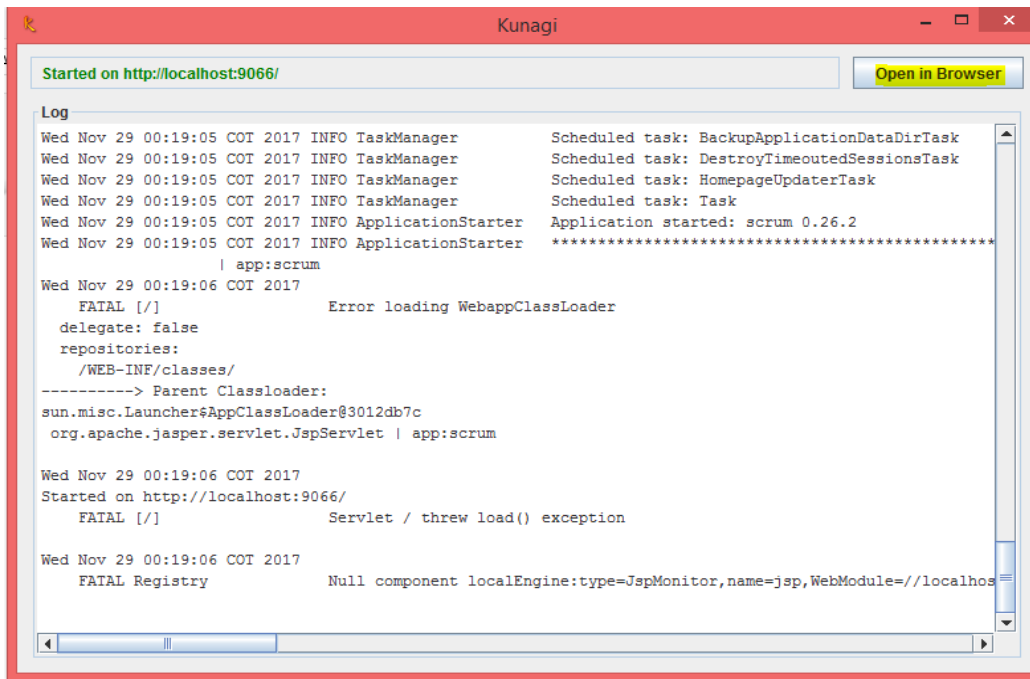 Kunagi
Started on http://localhost:9066/
Open in Browser
Log
Wed Nov 29 00:19:05 COT 2017 INFO TaskManager Scheduled task: BackupApplicationDataDirTask
Wed Nov 29 00:19:05 COT 2017 INFO TaskManager Scheduled task: DestroyTimeoutedSessionsTask
Wed Nov 29 00:19:05 COT 2017 INFO TaskManager Scheduled task: HomepageUpdaterTask
Wed Nov 29 00:19:05 COT 2017 INFO TaskManager Scheduled task: Task
Wed Nov 29 00:19:05 COT 2017 INFO ApplicationStarter Application started: scrum 0.26.2
Wed Nov 29 00:19:05 COT 2017 INFO ApplicationStarter ************************************************
| app:scrum
Wed Nov 29 00:19:06 COT 2017
FATAL [/] Error loading WebappClassLoader
delegate: false
repositories:
/WEB-INF/classes/
----------> Parent Classloader:
sun.misc.Launcher$AppClassLoader@3012db7c
org.apache.jasper.servlet.JspServlet | app:scrum
Wed Nov 29 00:19:06 COT 2017
Started on http://localhost:9066/
FATAL [/] Servlet / threw load() exception
Wed Nov 29 00:19:06 COT 2017
FATAL Registry Null component localEngine:type=JspMonitor,name=jsp,WebModule=//localhos